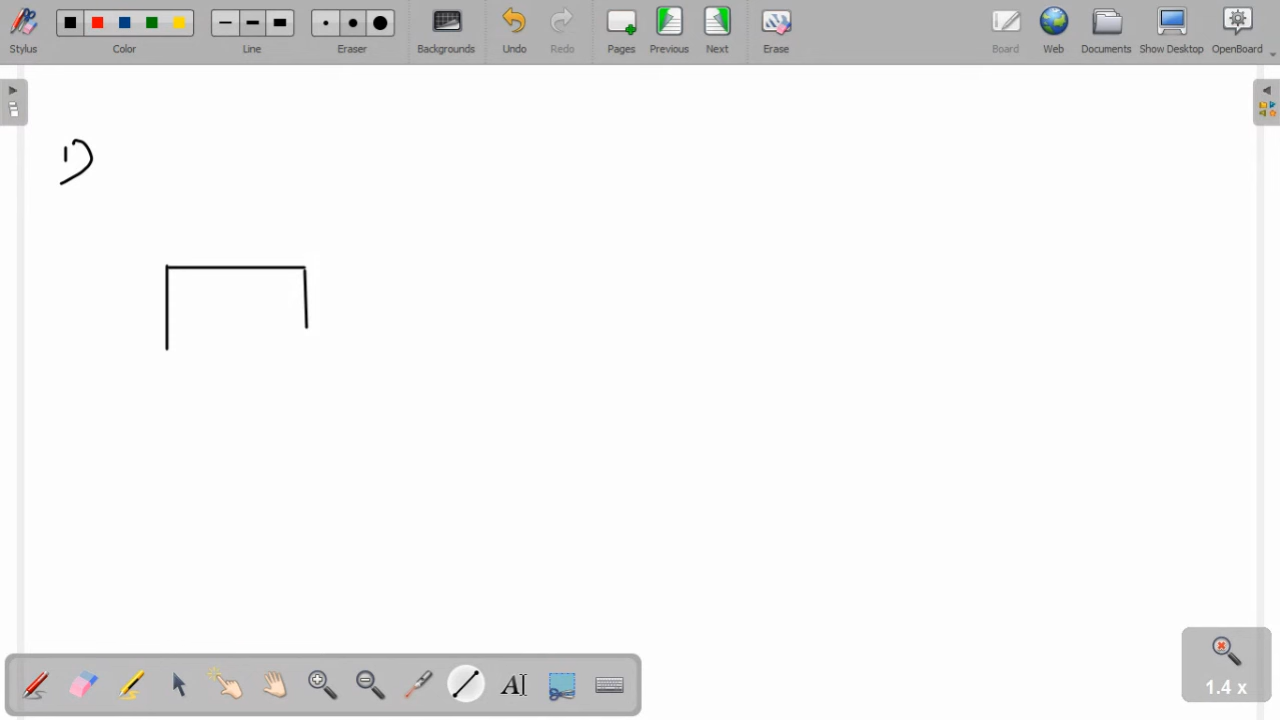 Stylus
Color
Line
Eraser
Backgrounds
Undo
Redo
Pages
Previous
Next
Erase
Board
Web
Documents
Show Desktop
OpenBoard
1)
AI
1.4 x